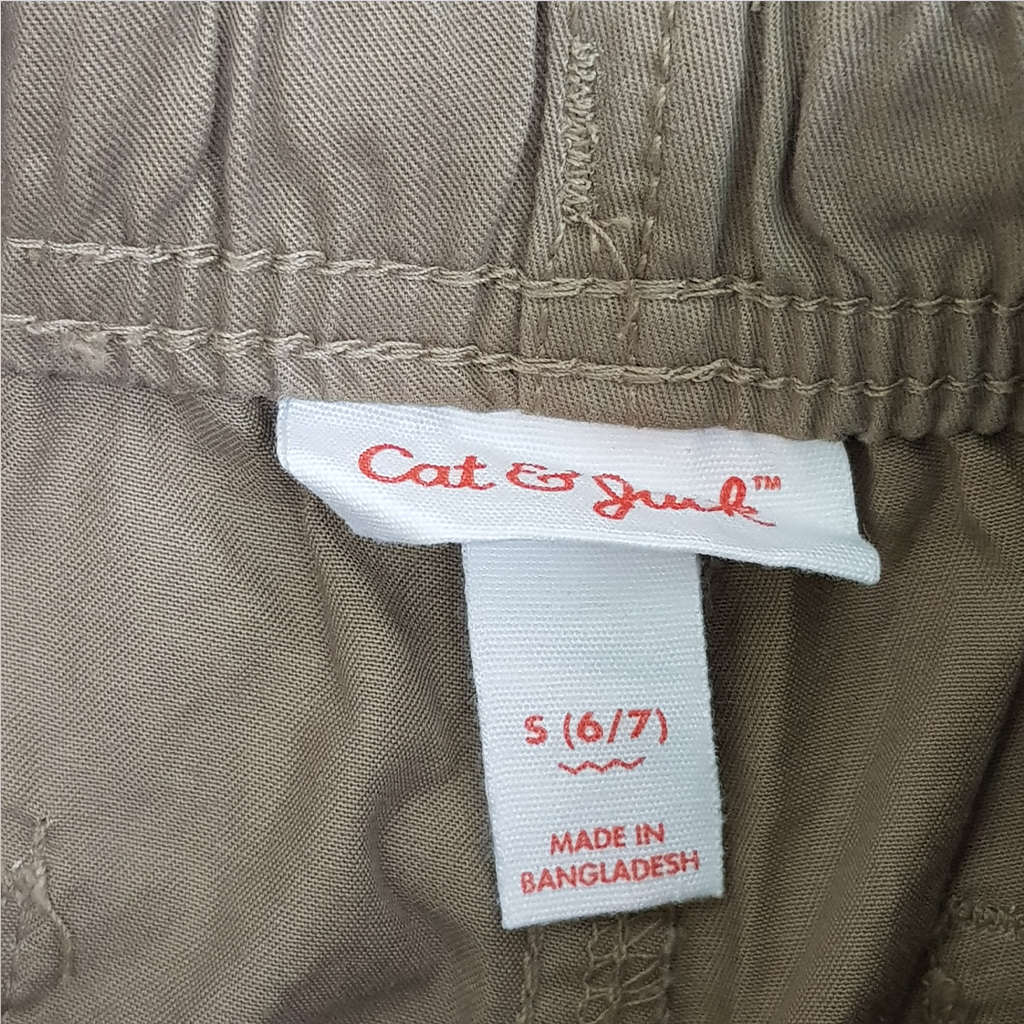 Cat & Jack™
S (6/7)
MADE IN
BANGLADESH